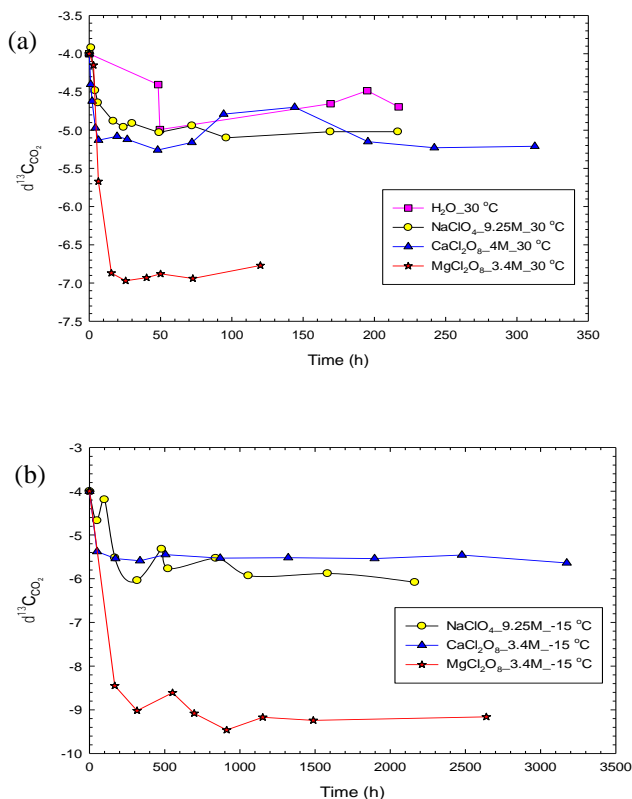 (a)
-3.5
-4.0
-4.5
-5.0
-5.5
-6.0
-6.5
-7.0
-7.5
d¹³C_CO₂
H₂O_30 °C
NaClO₄_9.25M_30 °C
CaCl₂O₈_4M_30 °C
MgCl₂O₈_3.4M_30 °C
0 50 100 150 200 250 300 350
Time (h)
(b)
-3
-4
-5
-6
-7
-8
-9
-10
d¹³C_CO₂
NaClO₄_9.25M_-15 °C
CaCl₂O₈_3.4M_-15 °C
MgCl₂O₈_3.4M_-15 °C
0 500 1000 1500 2000 2500 3000 3500
Time (h)